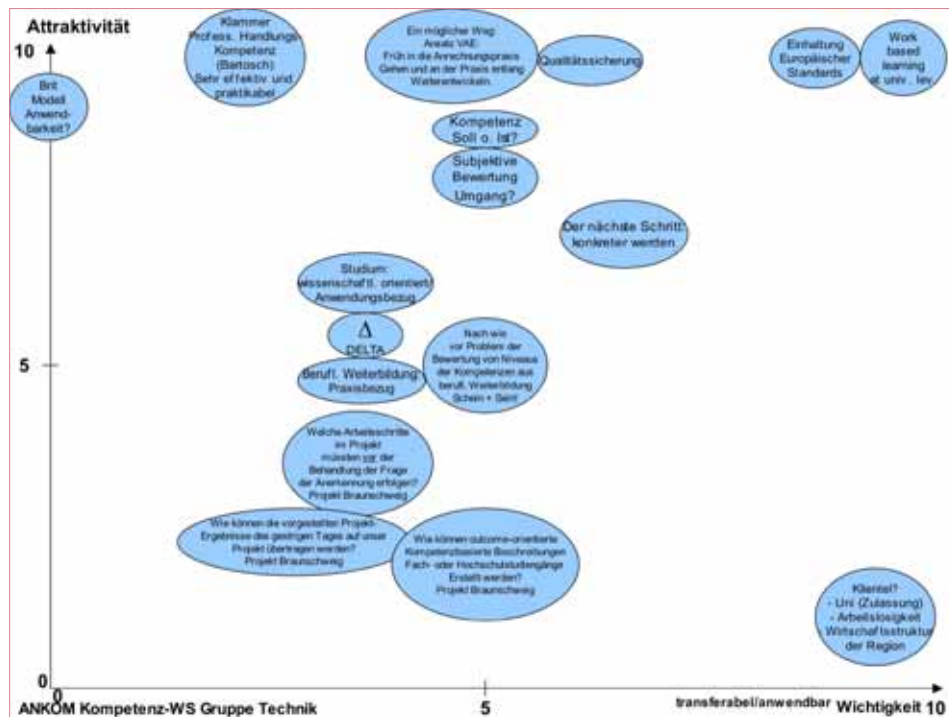 Attraktivität
10
Brit
Modell
Anwend-
barkeit?
Klammer
Profess. Handlungs-
Kompetenz
(Bartosch)
Sehr effektiv und
praktikabel
Ein möglicher Weg:
Ansatz VAE:
Früh in die Anrechnungspraxis
Gehen und an der Praxis entlang
Weiterentwickeln.
Qualitätssicherung
Einhaltung
Europäischer
Standards
Work
based
learning
at univ. lev.
Kompetenz
Soll o. Ist?
Subjektive
Bewertung
Umgang?
Der nächste Schritt:
konkreter werden
Studium:
wissenschaftl. orientiert/
Anwendungsbezug
Δ
DELTA
5
Berufl. Weiterbildung:
Praxisbezug
Nach wie
vor Problem der
Bewertung von Niveaus
der Kompetenzen aus
berufl. Weiterbildung
Schein + Sein!
Welche Arbeitsschritte
im Projekt
müssten vor der
Behandlung der Frage
der Anerkennung erfolgen?
Projekt Braunschweig
Wie können die vorgestellten Projekt-
Ergebnisse des gestrigen Tages auf unser
Projekt übertragen werden?
Projekt Braunschweig
Wie können outcome-orientierte
Kompetenzbasierte Beschreibungen
Fach- oder Hochschulstudiengänge
Erstellt werden?
Projekt Braunschweig
Klientel?
- Uni (Zulassung)
- Arbeitslosigkeit
Wirtschaftsstruktur
der Region
0
0
5
transferabel/anwendbar Wichtigkeit 10
ANKOM Kompetenz-WS Gruppe Technik